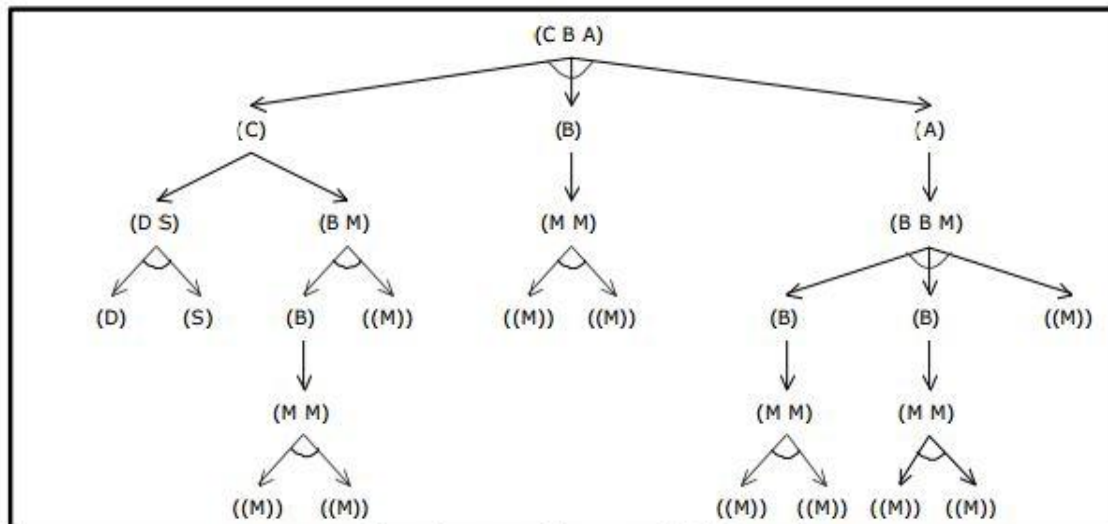 (C B A)
(C) (B) (A)
(D S) (B M) (M M) (B B M)
(D) (S) (B) ((M)) ((M)) ((M)) (B) (B) ((M))
(M M) (M M) (M M)
((M)) ((M)) ((M)) ((M)) ((M)) ((M))